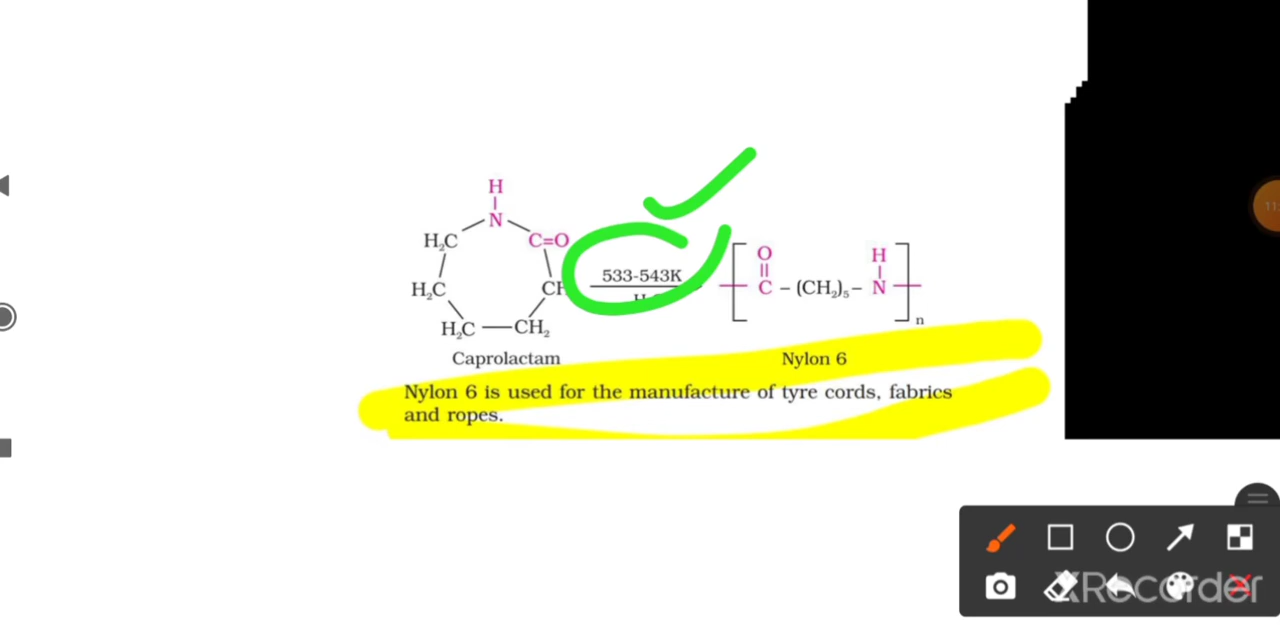 H
N
H₂C C=O
533-543K
O H
H₂C C – (CH₂)₅– N
n
H₂C CH₂
Caprolactam Nylon 6
Nylon 6 is used for the manufacture of tyre cords, fabrics
and ropes.
XRecorder